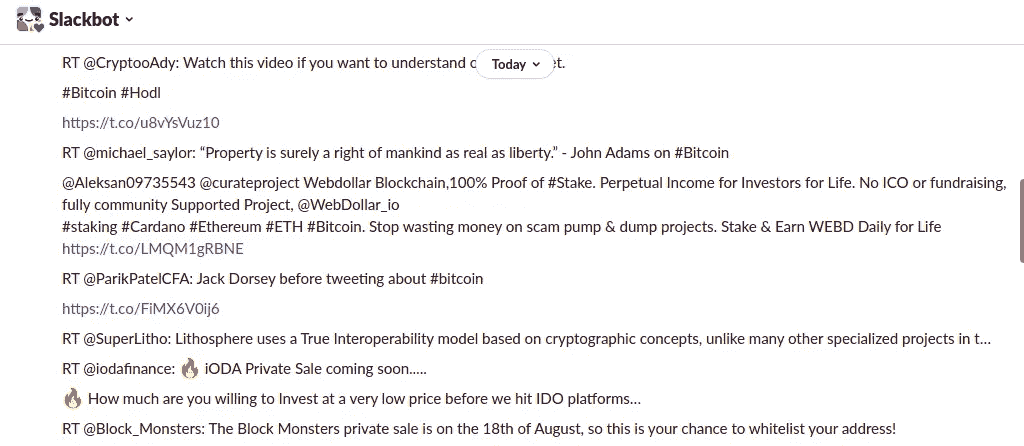 Slackbot
RT @CryptooAdy: Watch this video if you want to understand
Today
#Bitcoin #Hodl
https://t.co/u8vYsVuz10
RT @michael_saylor: “Property is surely a right of mankind as real as liberty.” - John Adams on #Bitcoin
@Aleksan09735543 @curateproject Webdollar Blockchain,100% Proof of #Stake. Perpetual Income for Investors for Life. No ICO or fundraising,
fully community Supported Project, @WebDollar_io
#staking #Cardano #Ethereum #ETH #Bitcoin. Stop wasting money on scam pump & dump projects. Stake & Earn WEBD Daily for Life
https://t.co/LMQM1gRBNE
RT @ParikPatelCFA: Jack Dorsey before tweeting about #bitcoin
https://t.co/FiMX6V0ij6
RT @SuperLitho: Lithosphere uses a True Interoperability model based on cryptographic concepts, unlike many other specialized projects in t…
RT @iodafinance: 🔥 iODA Private Sale coming soon.....
🔥 How much are you willing to Invest at a very low price before we hit IDO platforms…
RT @Block_Monsters: The Block Monsters private sale is on the 18th of August, so this is your chance to whitelist your address!